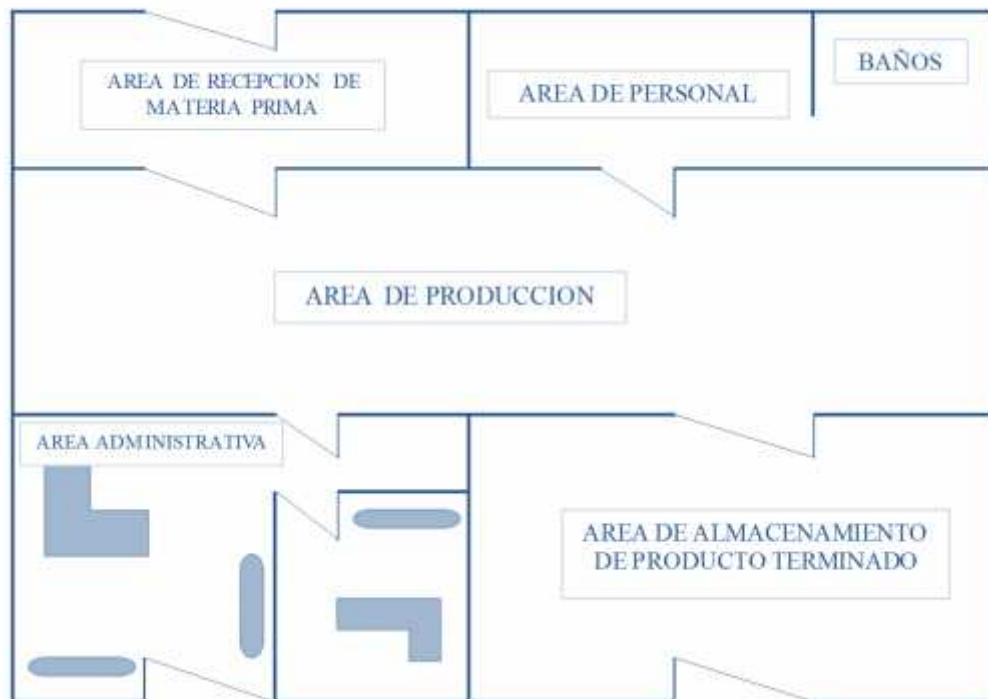 AREA DE RECEPCION DE
MATERIA PRIMA
AREA DE PERSONAL
BAÑOS
AREA DE PRODUCCION
AREA ADMINISTRATIVA
AREA DE ALMACENAMIENTO
DE PRODUCTO TERMINADO